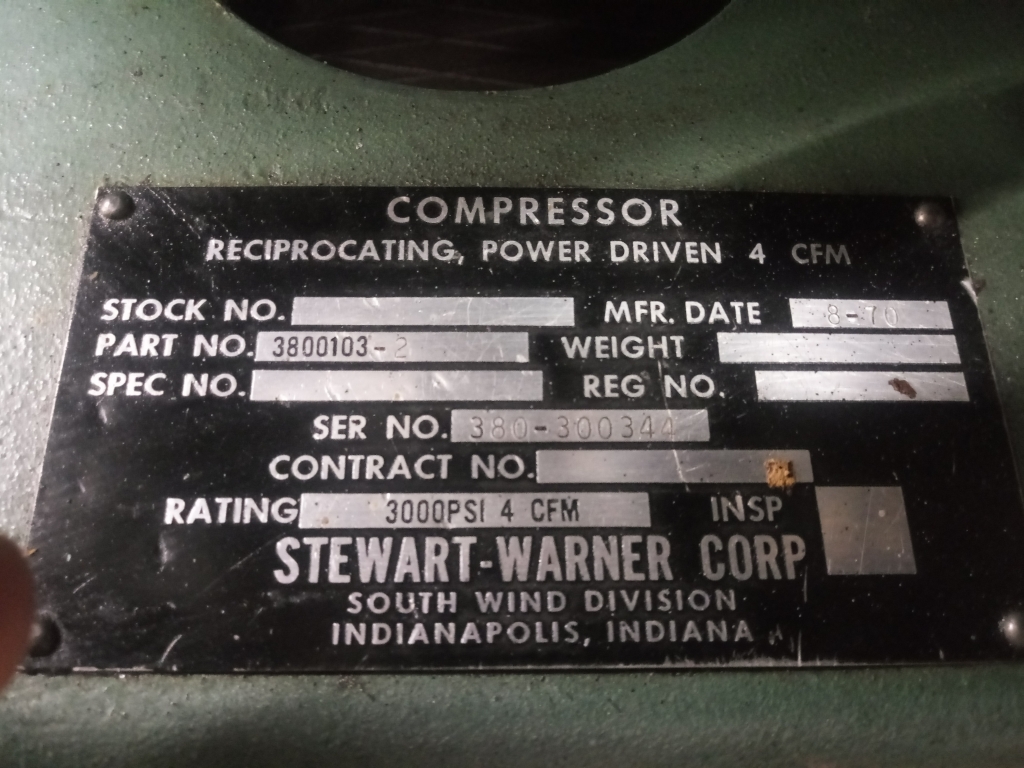 COMPRESSOR
RECIPROCATING, POWER DRIVEN 4 CFM
STOCK NO. MFR. DATE 8-70
PART NO. 3800103-2 WEIGHT
SPEC NO. REG NO.
SER NO. 380-300344
CONTRACT NO.
RATING 3000PSI 4 CFM INSP
STEWART-WARNER CORP
SOUTH WIND DIVISION
INDIANAPOLIS, INDIANA